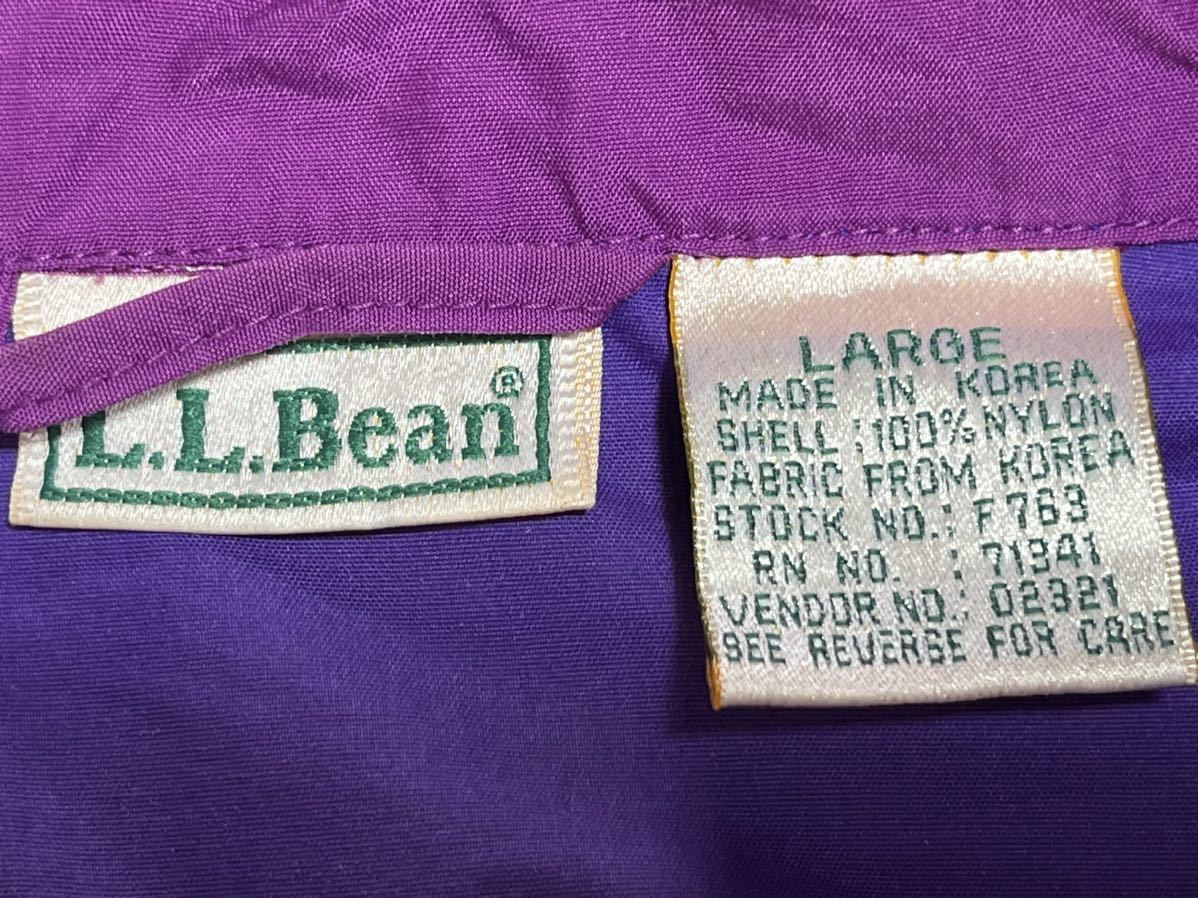 L.L.Bean®
LARGE
MADE IN KOREA
SHELL : 100% NYLON
FABRIC FROM KOREA
STOCK NO. : F763
RN NO. : 71341
VENDOR NO. : 02321
SEE REVERSE FOR CARE